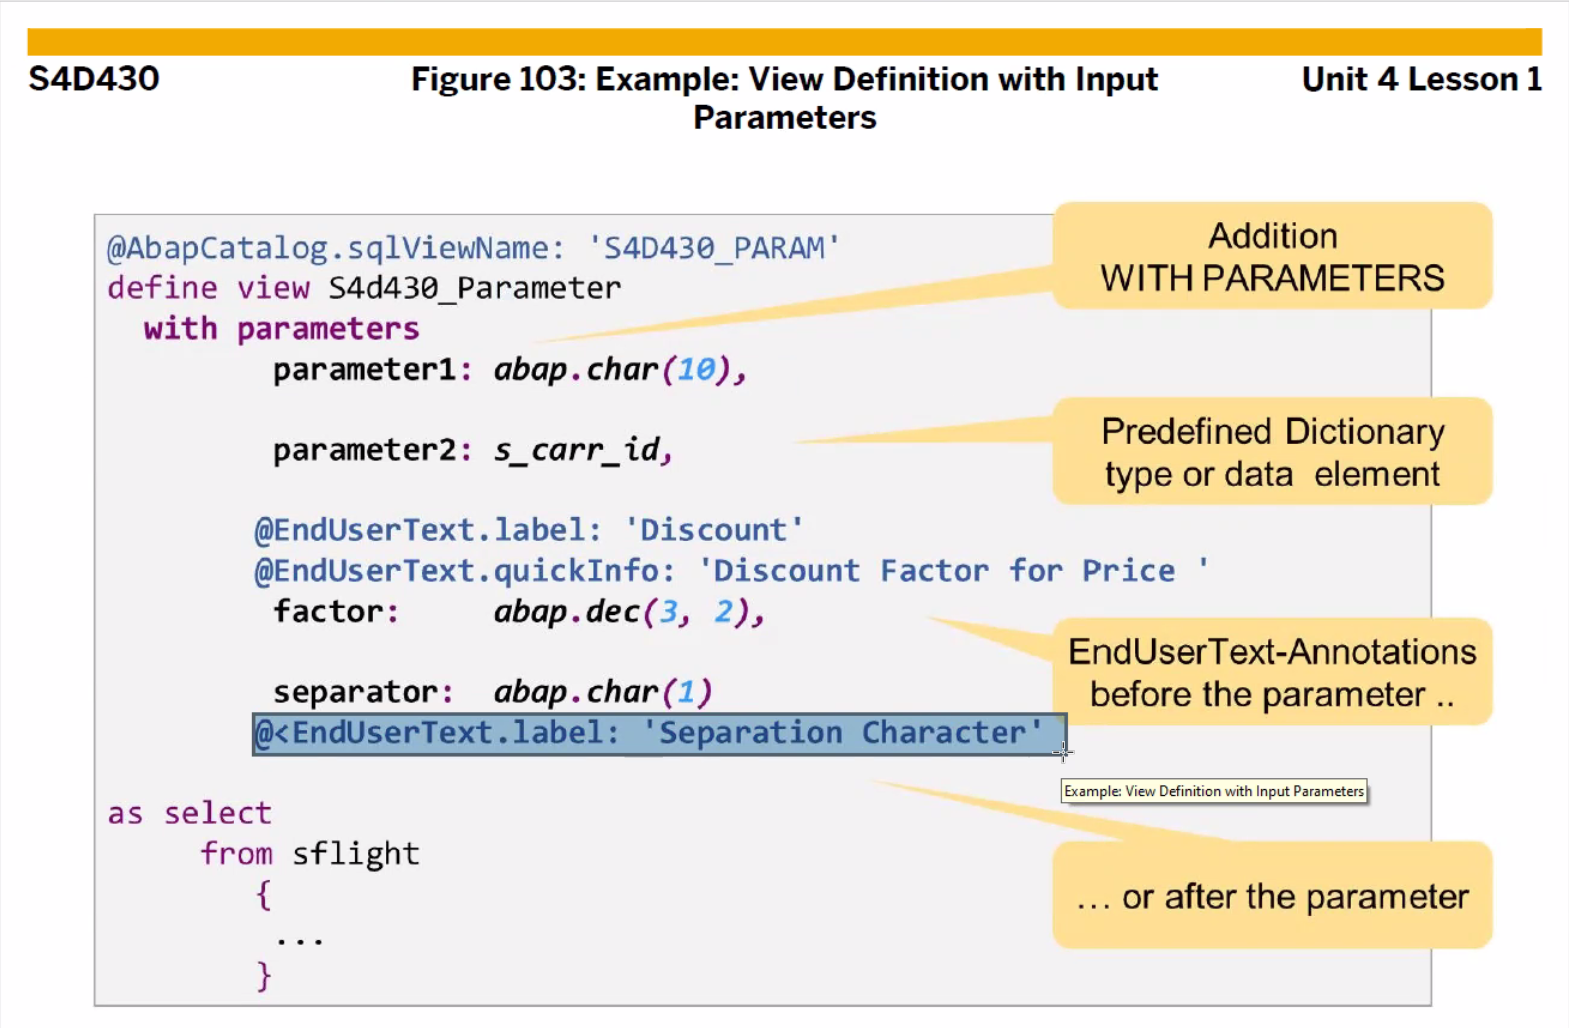 S4D430
Figure 103: Example: View Definition with Input
Parameters
Unit 4 Lesson 1
@AbapCatalog.sqlViewName: 'S4D430_PARAM'
define view S4d430_Parameter
with parameters
parameter1: abap.char(10),
parameter2: s_carr_id,
@EndUserText.label: 'Discount'
@EndUserText.quickInfo: 'Discount Factor for Price '
factor: abap.dec(3, 2),
separator: abap.char(1)
@<EndUserText.label: 'Separation Character'
as select
from sflight
{
...
}
Addition
WITH PARAMETERS
Predefined Dictionary
type or data element
EndUserText-Annotations
before the parameter ..
Example: View Definition with Input Parameters
... or after the parameter